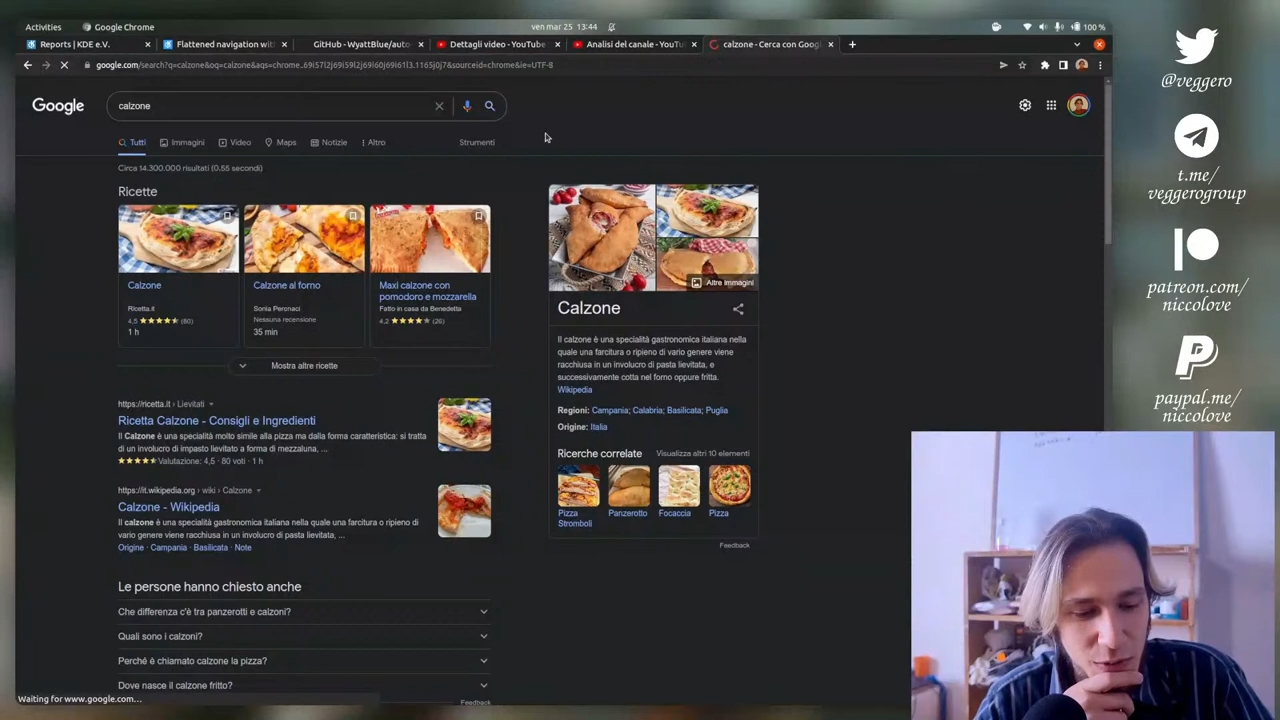 Activities
Google Chrome
ven mar 25 13:44
100 %
Reports | KDE e.V.
Flattened navigation with
GitHub - WyattBlue/auto-
Dettagli video - YouTube
Analisi del canale - YouTub
calzone - Cerca con Google
google.com/search?q=calzone&oq=calzone&aqs=chrome..69i57l2j69i59l2j69i60j69i61l3.1165j0j7&sourceid=chrome&ie=UTF-8
Google
calzone
Tutti
Immagini
Video
Maps
Notizie
Altro
Strumenti
Circa 14.300.000 risultati (0,55 secondi)
Ricette
Calzone
Ricetta.it
4,5 (80)
1 h
Calzone al forno
Sonia Peronaci
Nessuna recensione
35 min
Maxi calzone con
pomodoro e mozzarella
Fatto in casa da Benedetta
4,2 (26)
Mostra altre ricette
https://ricetta.it › Lievitati
Ricetta Calzone - Consigli e Ingredienti
Il Calzone è una specialità molto simile alla pizza ma dalla forma caratteristica: si tratta
di un involucro di impasto lievitato a forma di mezzaluna, ...
Valutazione: 4,5 · 80 voti · 1 h
https://it.wikipedia.org › wiki › Calzone
Calzone - Wikipedia
Il calzone è una specialità gastronomica italiana nella quale una farcitura o ripieno di
vario genere viene racchiusa in un involucro di pasta lievitata, ...
Origine · Campania · Basilicata · Note
Le persone hanno chiesto anche
Che differenza c'è tra panzerotti e calzoni?
Quali sono i calzoni?
Perché è chiamato calzone la pizza?
Dove nasce il calzone fritto?
Feedback
Altre immagini
Calzone
Il calzone è una specialità gastronomica italiana nella
quale una farcitura o ripieno di vario genere viene
racchiusa in un involucro di pasta lievitata, e
successivamente cotta nel forno oppure fritta.
Wikipedia
Regioni: Campania; Calabria; Basilicata; Puglia
Origine: Italia
Ricerche correlate
Visualizza altri 10 elementi
Pizza
Stromboli
Panzerotto
Focaccia
Pizza
Feedback
Waiting for www.google.com...
@veggero
t.me/
veggerogroup
patreon.com/
niccolove
paypal.me/
niccolove